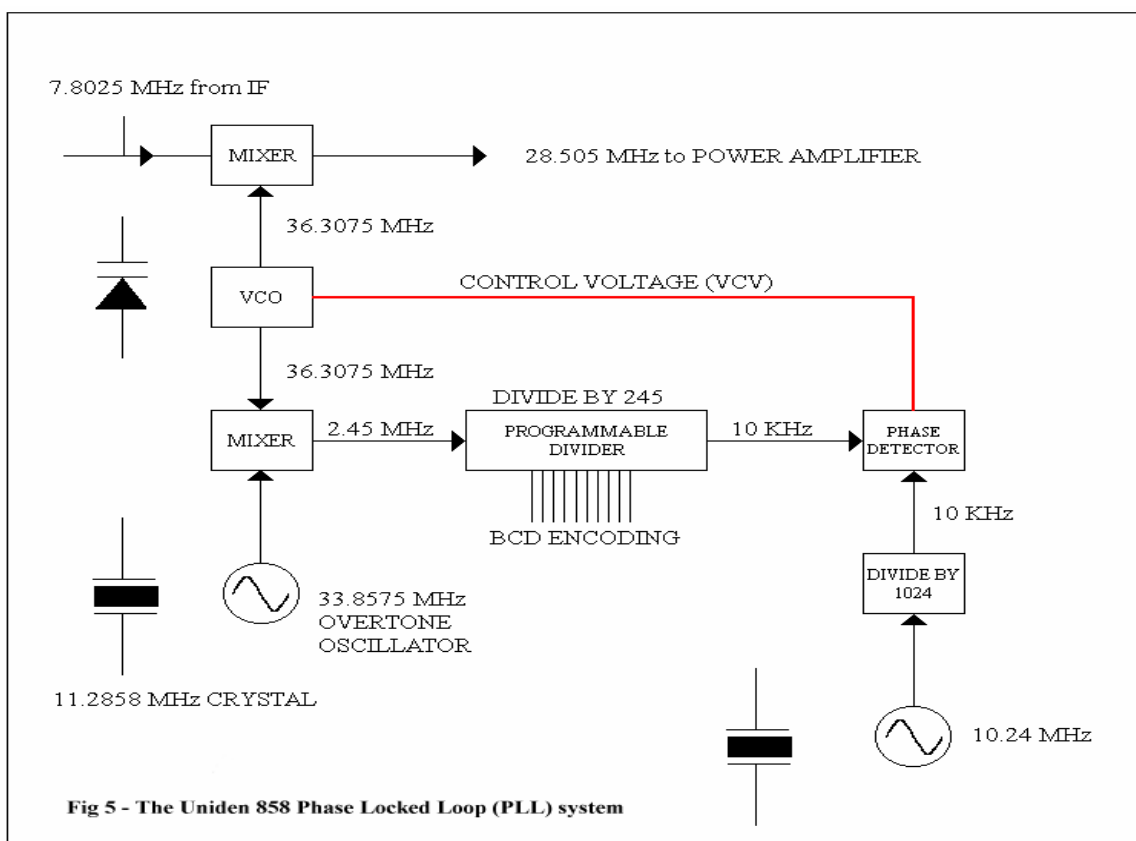 7.8025 MHz from IF
MIXER
28.505 MHz to POWER AMPLIFIER
36.3075 MHz
VCO
CONTROL VOLTAGE (VCV)
36.3075 MHz
DIVIDE BY 245
MIXER
2.45 MHz
PROGRAMMABLE
DIVIDER
10 KHz
PHASE
DETECTOR
10 KHz
BCD ENCODING
DIVIDE BY
1024
33.8575 MHz
OVERTONE
OSCILLATOR
11.2858 MHz CRYSTAL
10.24 MHz
Fig 5 - The Uniden 858 Phase Locked Loop (PLL) system